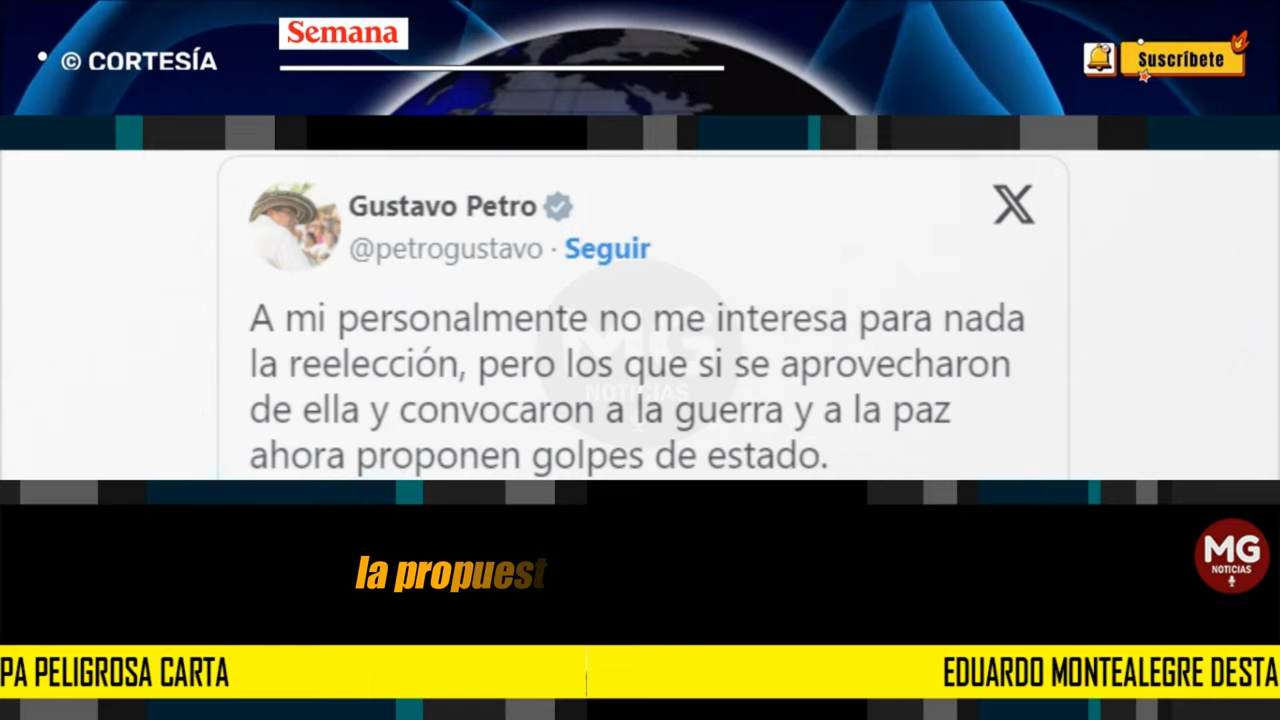 Semana
© CORTESÍA
Suscríbete
Gustavo Petro
@petrogustavo · Seguir
A mi personalmente no me interesa para nada
la reelección, pero los que si se aprovecharon
de ella y convocaron a la guerra y a la paz
ahora proponen golpes de estado.
MG
NOTICIAS
la propuest
MG
NOTICIAS
PA PELIGROSA CARTA
EDUARDO MONTEALEGRE DESTA